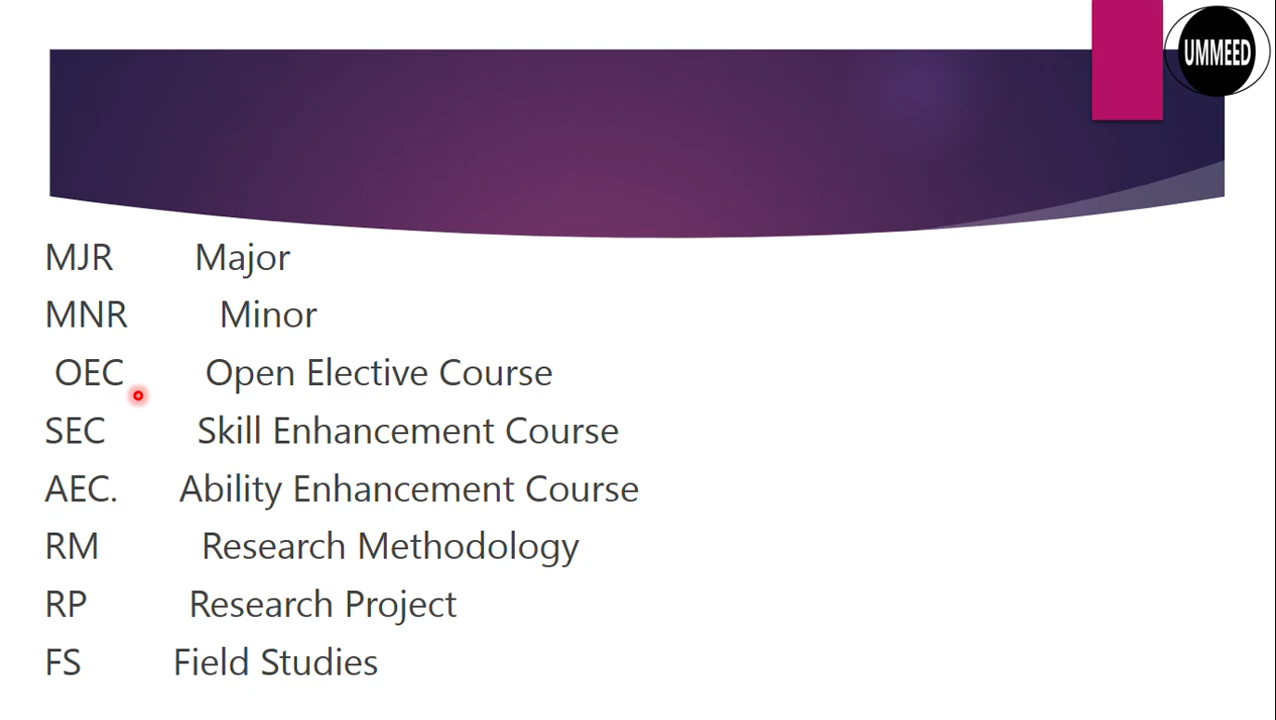 UMMEED
MJR Major
MNR Minor
OEC Open Elective Course
SEC Skill Enhancement Course
AEC. Ability Enhancement Course
RM Research Methodology
RP Research Project
FS Field Studies